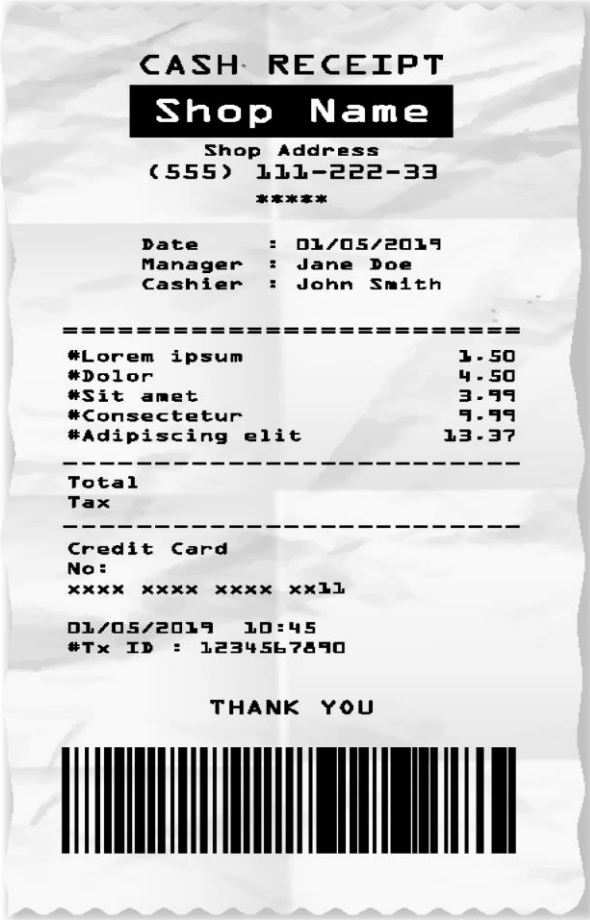 CASH RECEIPT
Shop Name
Shop Address
(555) 111-222-33
*****
Date : 01/05/2019
Manager : Jane Doe
Cashier : John Smith
=========================
#Lorem ipsum 1.50
#Dolor 4.50
#Sit amet 3.99
#Consectetur 9.99
#Adipiscing elit 13.37
-------------------------
Total
Tax
-------------------------
Credit Card
No:
xxxx xxxx xxxx xx11
01/05/2019 10:45
#Tx ID : 1234567890
THANK YOU